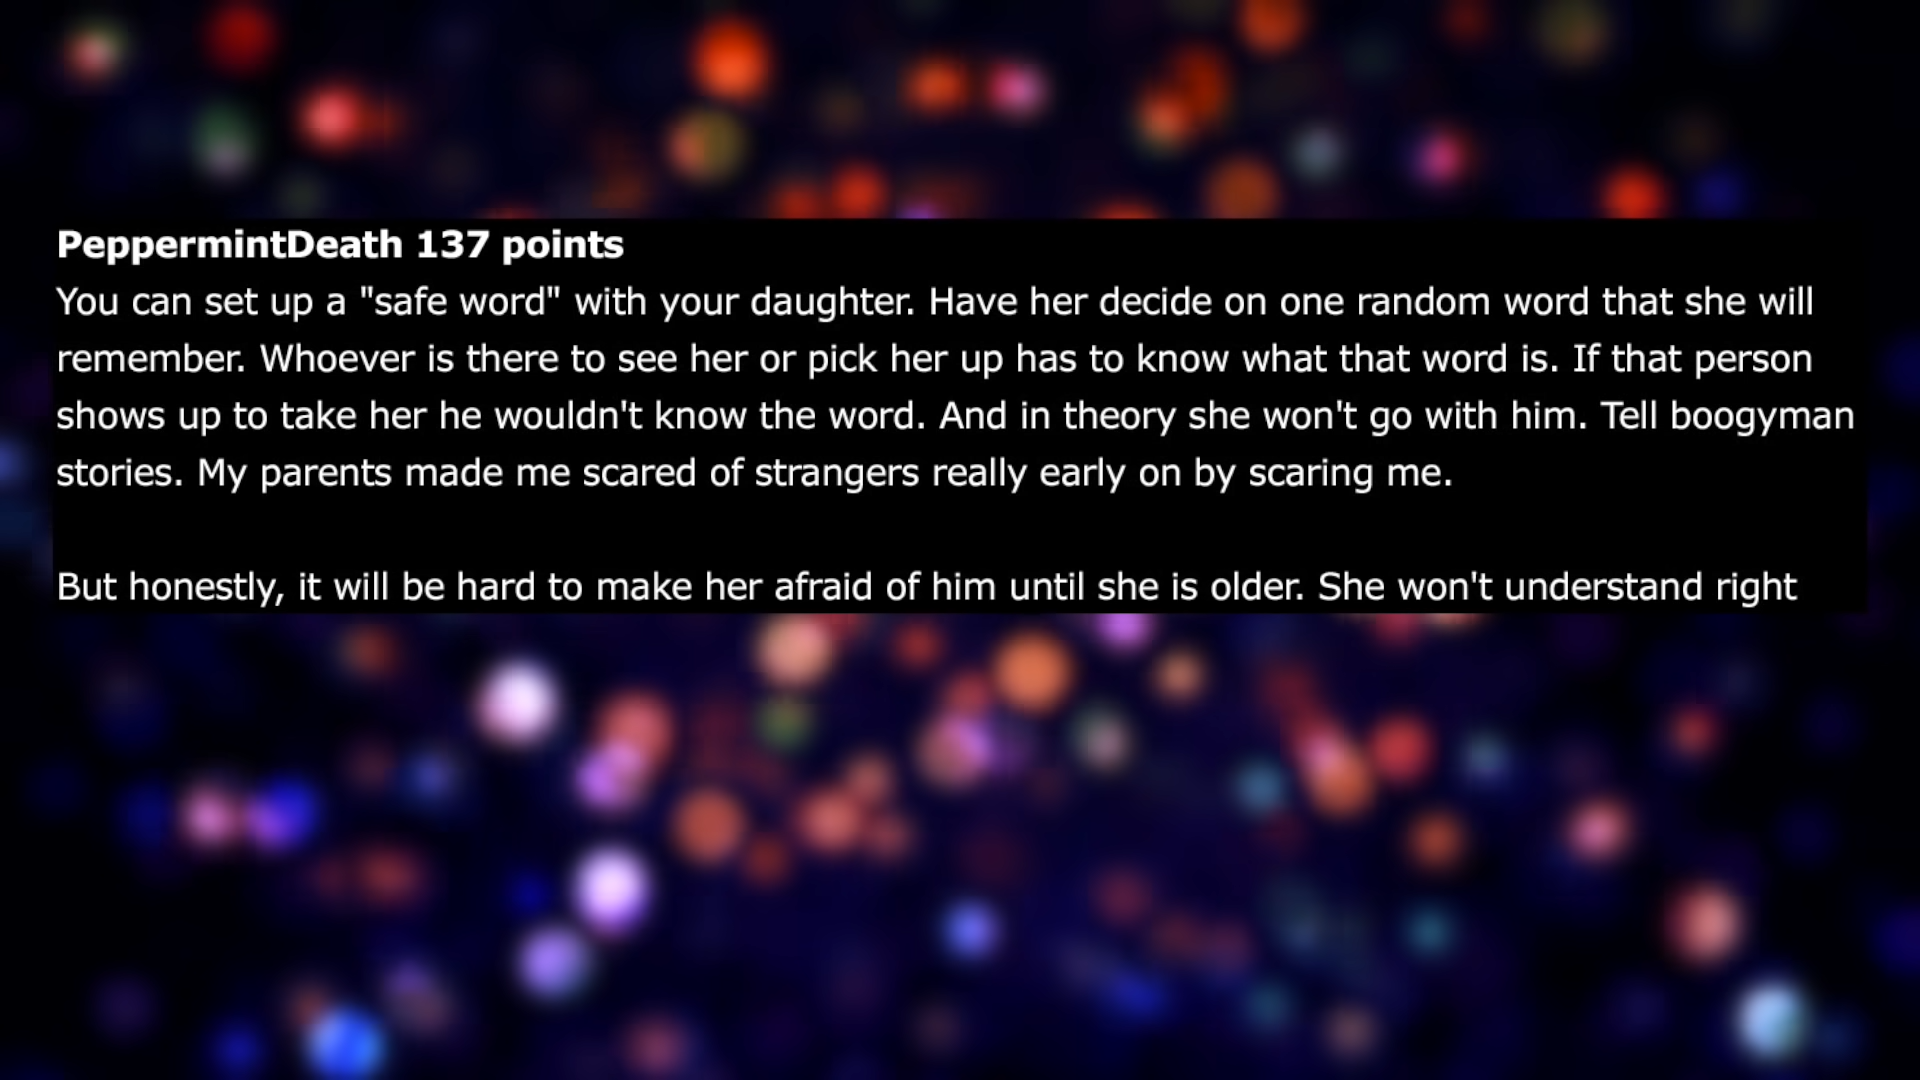 PeppermintDeath 137 points
You can set up a "safe word" with your daughter. Have her decide on one random word that she will
remember. Whoever is there to see her or pick her up has to know what that word is. If that person
shows up to take her he wouldn't know the word. And in theory she won't go with him. Tell boogyman
stories. My parents made me scared of strangers really early on by scaring me.
But honestly, it will be hard to make her afraid of him until she is older. She won't understand right